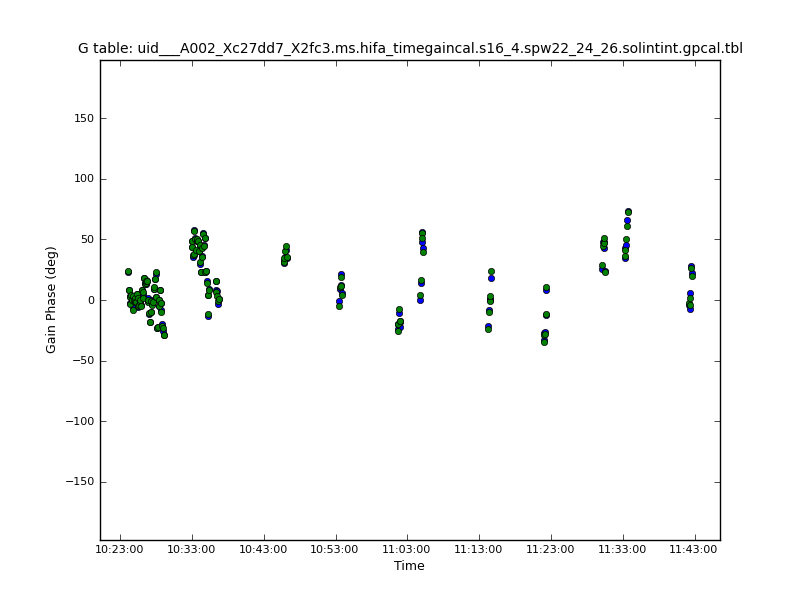 G table: uid___A002_Xc27dd7_X2fc3.ms.hifa_timegaincal.s16_4.spw22_24_26.solintint.gpcal.tbl
150
100
50
0
−50
−100
−150
Gain Phase (deg)
10:23:00 10:33:00 10:43:00 10:53:00 11:03:00 11:13:00 11:23:00 11:33:00 11:43:00
Time